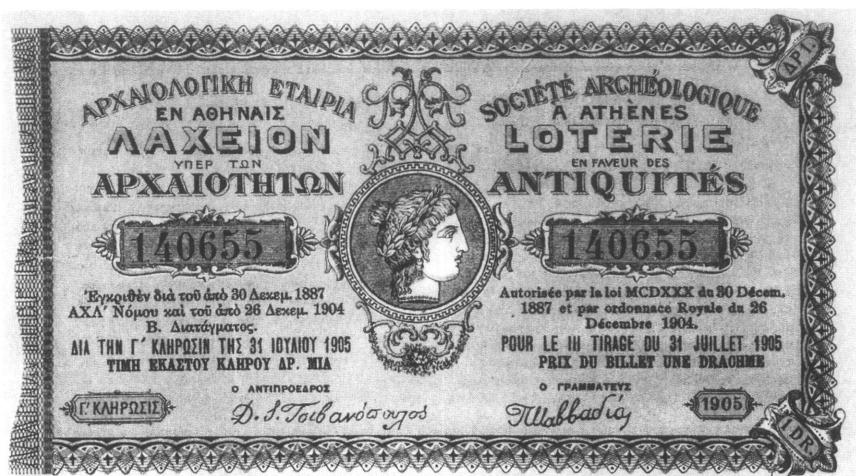 ΑΡΧΑΙΟΛΟΓΙΚΗ ΕΤΑΙΡΙΑ
ΕΝ ΑΘΗΝΑΙΣ
ΛΑΧΕΙΟΝ
ΥΠΕΡ ΤΩΝ
ΑΡΧΑΙΟΤΗΤΩΝ
140655
Ἐγκριθὲν διὰ τοῦ ἀπὸ 30 Δεκεμ. 1887
ΑΧΛʹ Νόμου καὶ τοῦ ἀπὸ 26 Δεκεμ. 1904
Β. Διατάγματος.
ΔΙΑ ΤΗΝ Γʹ ΚΛΗΡΩΣΙΝ ΤΗΣ 31 ΙΟΥΛΙΟΥ 1905
ΤΙΜΗ ΕΚΑΣΤΟΥ ΚΛΗΡΟΥ ΔΡ. ΜΙΑ
Ο ΑΝΤΙΠΡΟΕΔΡΟΣ
Γʹ ΚΛΗΡΩΣΙΣ
SOCIÉTÉ ARCHÉOLOGIQUE
A ATHÈNES
LOTERIE
EN FAVEUR DES
ANTIQUITÉS
140655
Autorisée par la loi MCDXXX du 30 Décem.
1887 et par ordonnace Royale du 26
Décembre 1904.
POUR LE III TIRAGE DU 31 JUILLET 1905
PRIX DU BILLET UNE DRACHME
Ο ΓΡΑΜΜΑΤΕΥΣ
1905
ΔΡ 1.
1 DR